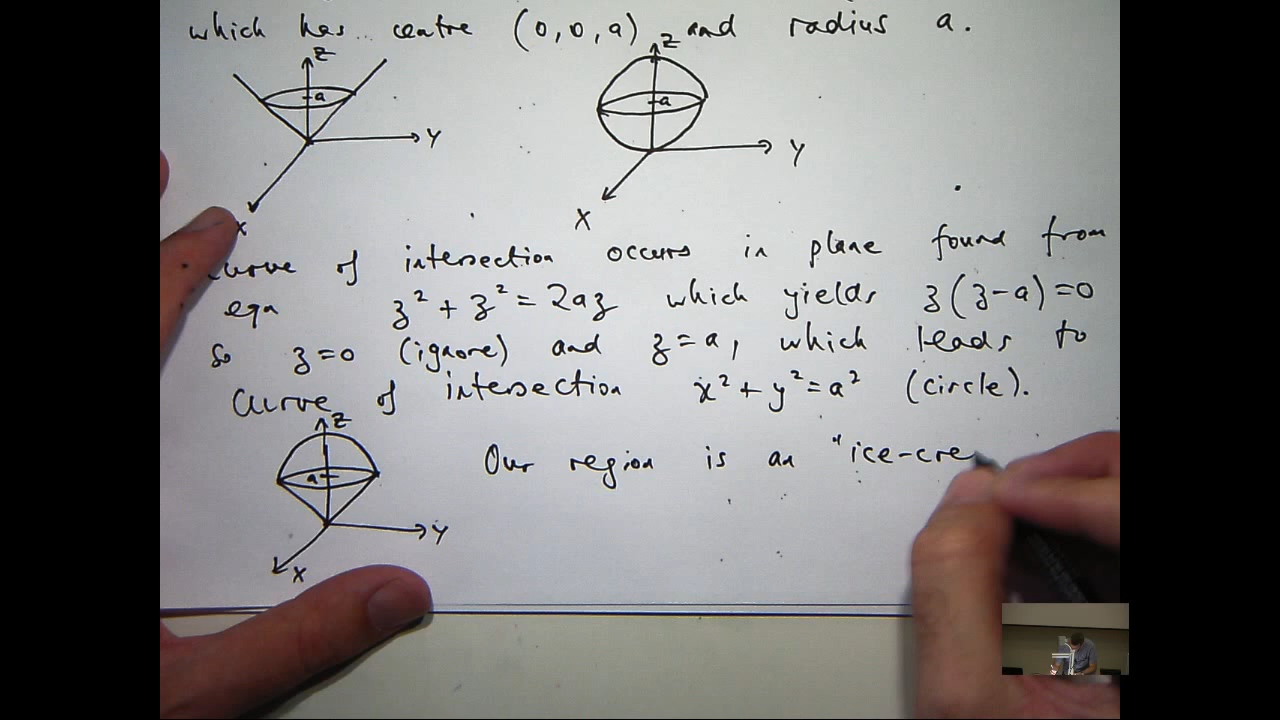 which has centre (0,0,a) and radius a.
Z
a
Y
X
Z
a
Y
X
Curve of intersection occurs in plane found from
eqn z² + z² = 2az which yields z(z-a)=0
So z=0 (ignore) and z=a, which leads to
Curve of intersection x² + y² = a² (circle).
Z
a
Y
X
Our region is an "ice-cre